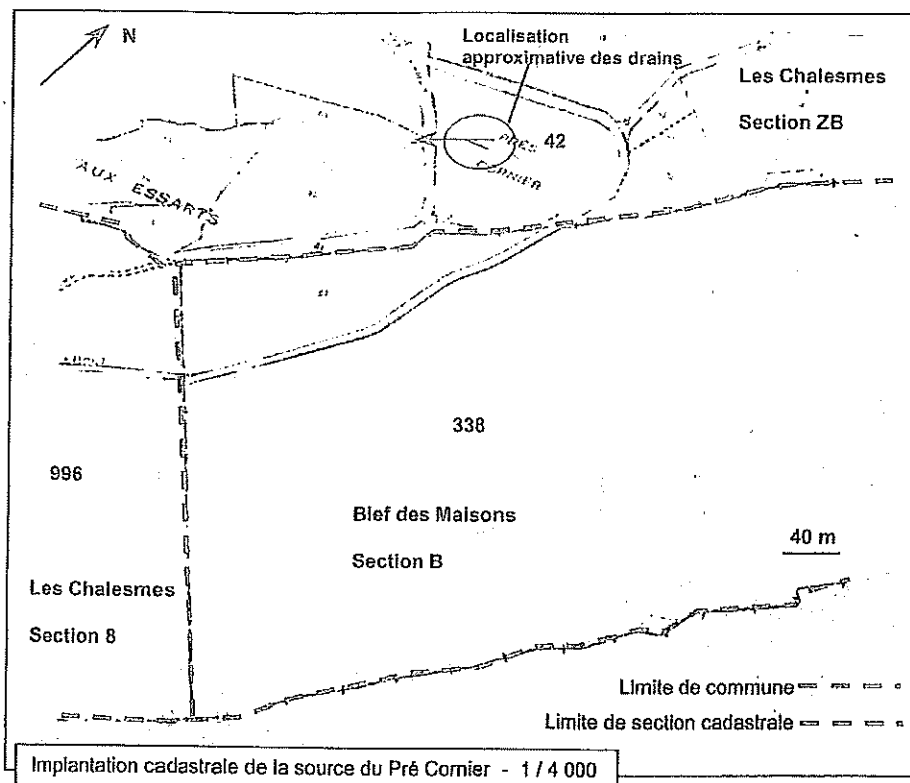 N
Localisation
approximative des drains
Les Chalesmes
Section ZB
PRES 42
AUX ESSARTS
338
996
Bief des Maisons
Section B
40 m
Les Chalesmes
Section 8
Limite de commune
Limite de section cadastrale
Implantation cadastrale de la source du Pré Cornier - 1 / 4 000